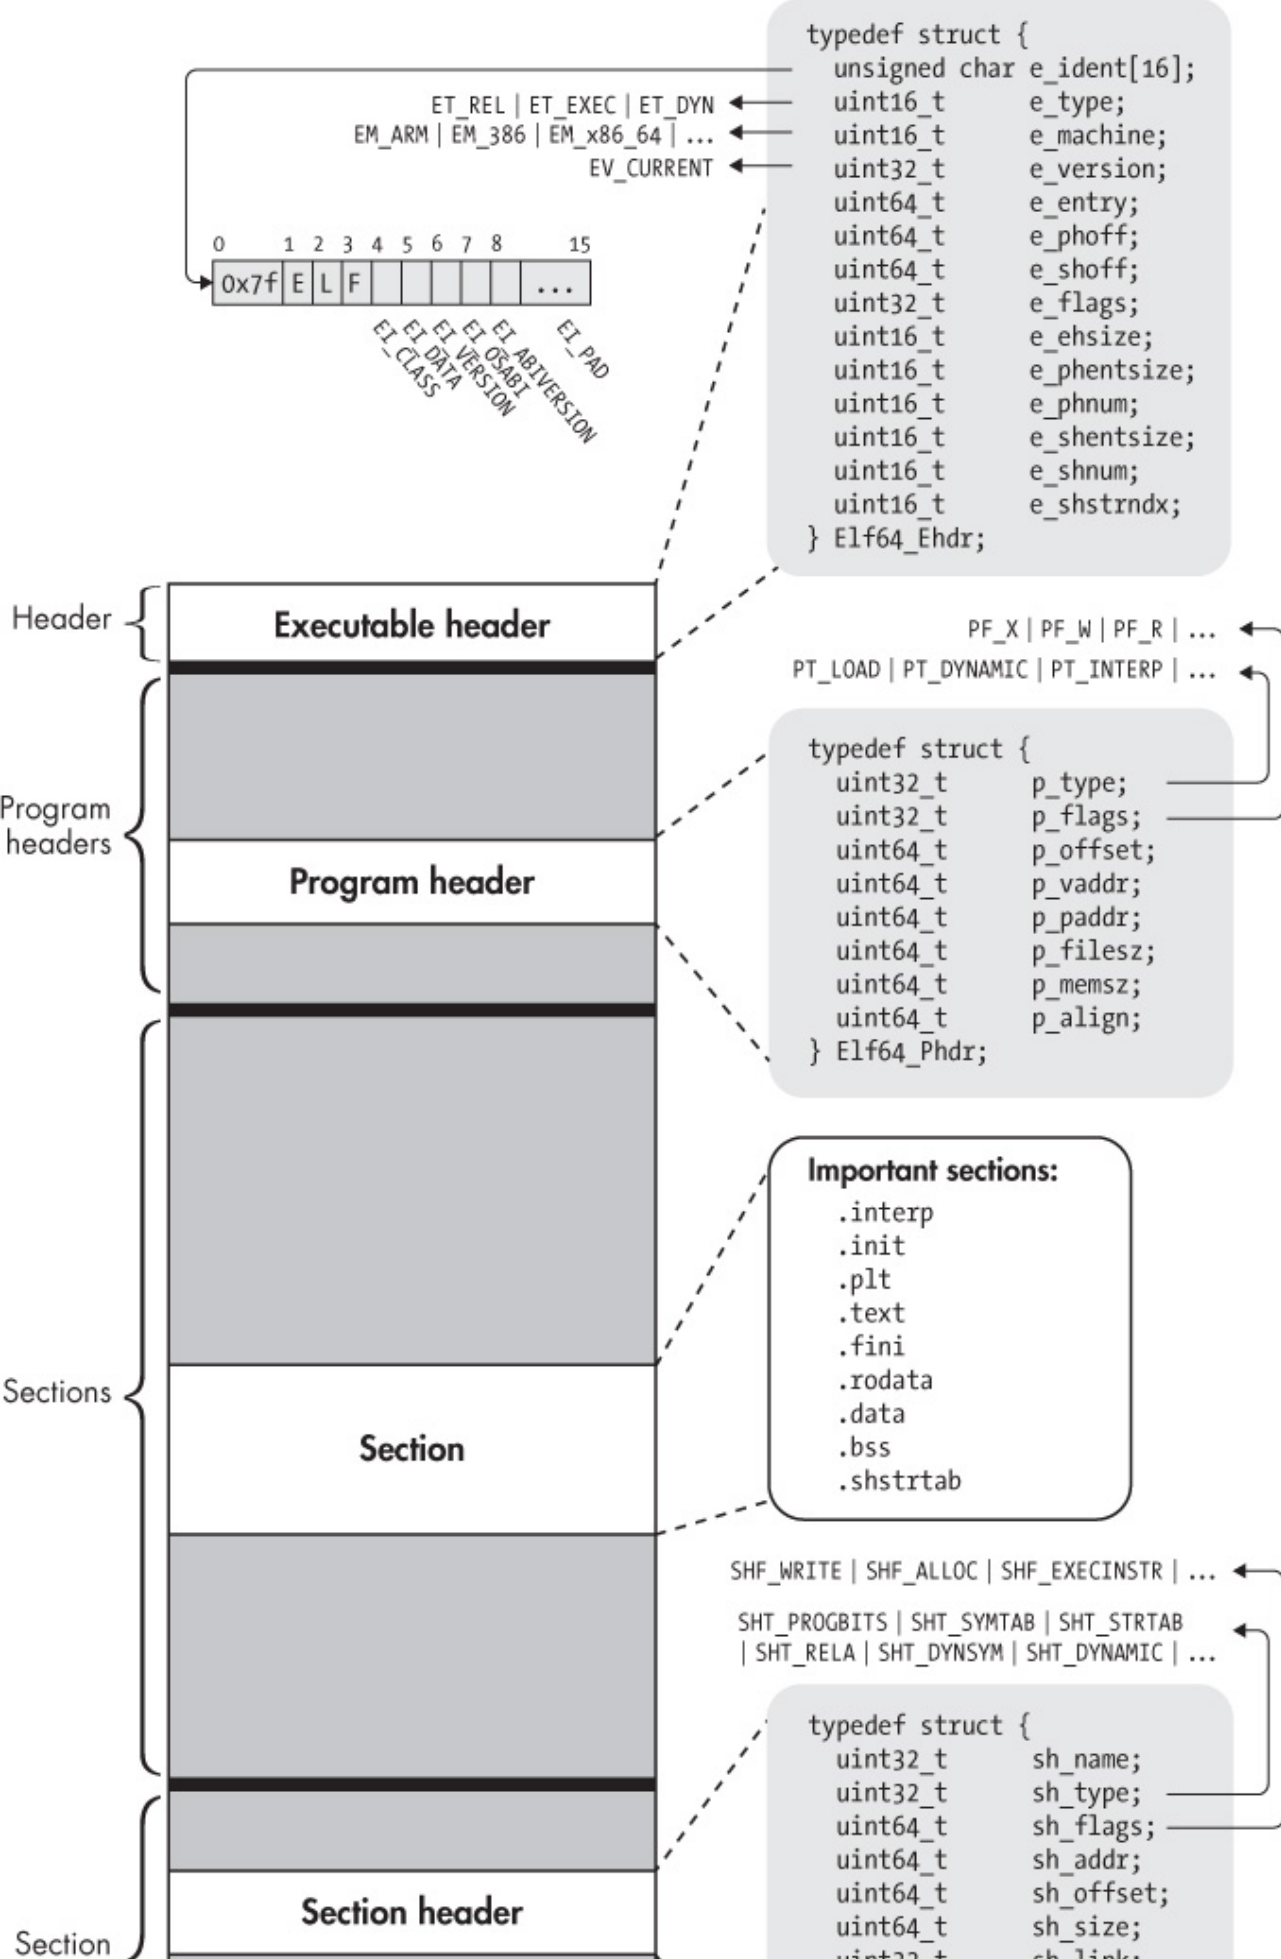 typedef struct {
unsigned char e_ident[16];
uint16_t e_type;
uint16_t e_machine;
uint32_t e_version;
uint64_t e_entry;
uint64_t e_phoff;
uint64_t e_shoff;
uint32_t e_flags;
uint16_t e_ehsize;
uint16_t e_phentsize;
uint16_t e_phnum;
uint16_t e_shentsize;
uint16_t e_shnum;
uint16_t e_shstrndx;
} Elf64_Ehdr;
ET_REL | ET_EXEC | ET_DYN
EM_ARM | EM_386 | EM_x86_64 | ...
EV_CURRENT
0 1 2 3 4 5 6 7 8 15
0x7f E L F ...
EI_CLASS
EI_DATA
EI_VERSION
EI_OSABI
EI_ABIVERSION
EI_PAD
Header
Executable header
PF_X | PF_W | PF_R | ...
PT_LOAD | PT_DYNAMIC | PT_INTERP | ...
Program
headers
Program header
typedef struct {
uint32_t p_type;
uint32_t p_flags;
uint64_t p_offset;
uint64_t p_vaddr;
uint64_t p_paddr;
uint64_t p_filesz;
uint64_t p_memsz;
uint64_t p_align;
} Elf64_Phdr;
Sections
Section
Important sections:
.interp
.init
.plt
.text
.fini
.rodata
.data
.bss
.shstrtab
SHF_WRITE | SHF_ALLOC | SHF_EXECINSTR | ...
SHT_PROGBITS | SHT_SYMTAB | SHT_STRTAB
| SHT_RELA | SHT_DYNSYM | SHT_DYNAMIC | ...
Section
Section header
typedef struct {
uint32_t sh_name;
uint32_t sh_type;
uint64_t sh_flags;
uint64_t sh_addr;
uint64_t sh_offset;
uint64_t sh_size;